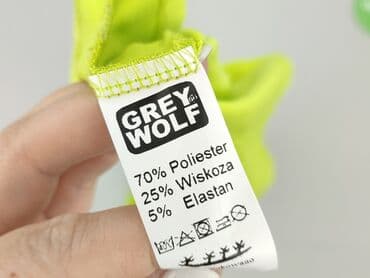 GREY
WOLF
70% Poliester
25% Wiskoza
5% Elastan